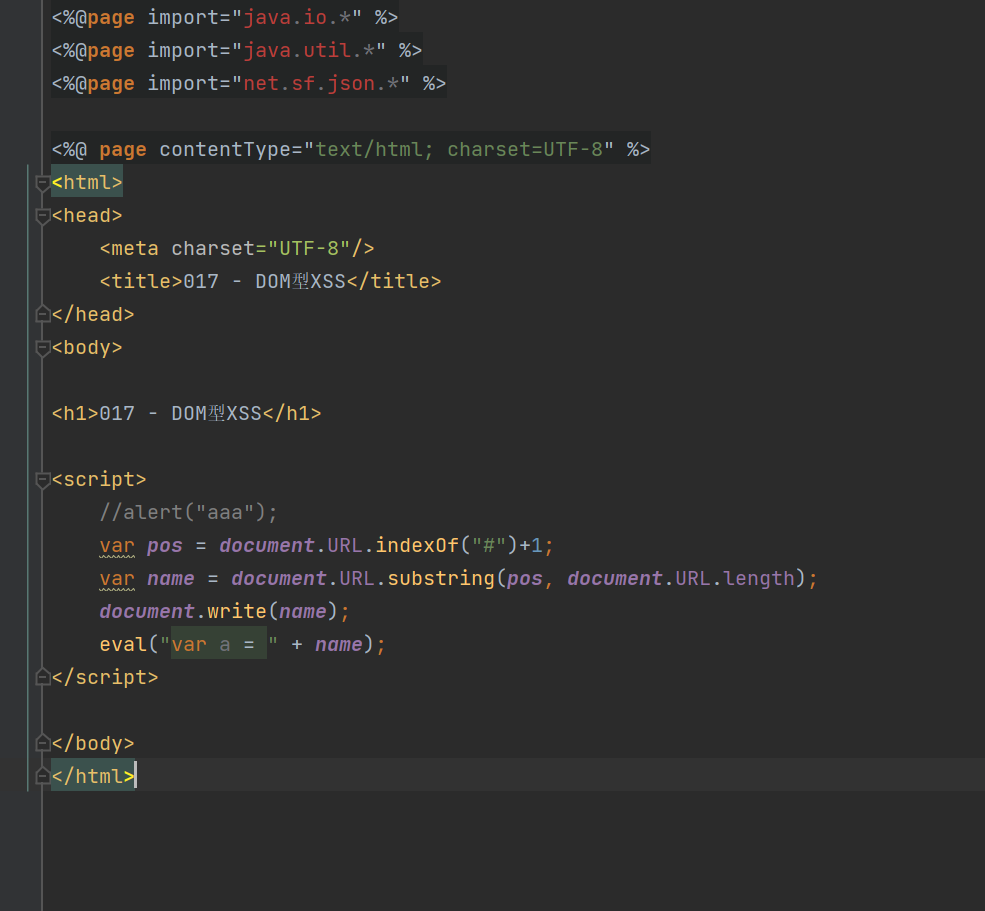 <%@page import="java.io.*" %>
<%@page import="java.util.*" %>
<%@page import="net.sf.json.*" %>
<%@ page contentType="text/html; charset=UTF-8" %>
<html>
<head>
    <meta charset="UTF-8"/>
    <title>017 - DOM型XSS</title>
</head>
<body>
<h1>017 - DOM型XSS</h1>
<script>
    //alert("aaa");
    var pos = document.URL.indexOf("#")+1;
    var name = document.URL.substring(pos, document.URL.length);
    document.write(name);
    eval("var a = " + name);
</script>
</body>
</html>